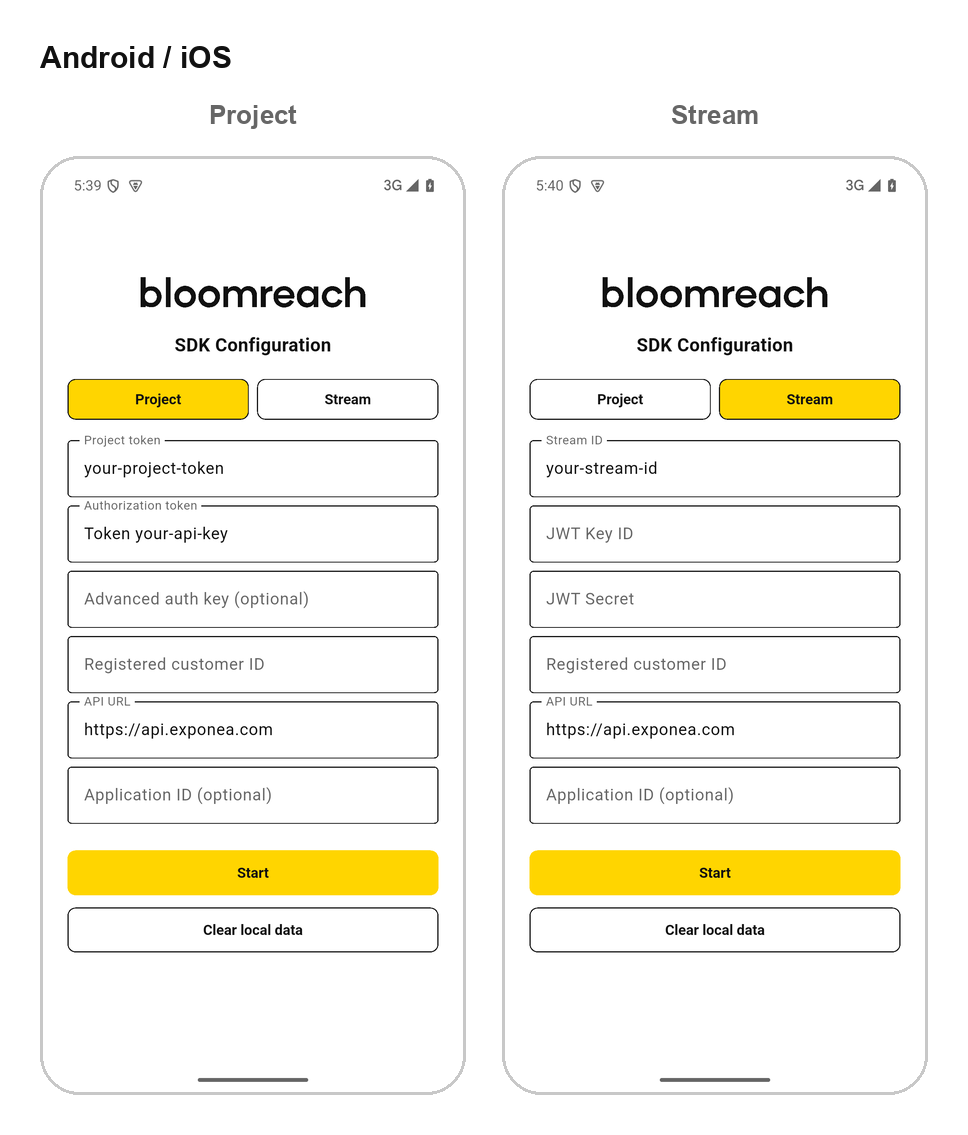 Android / iOS
Project
5:39
3G
bloomreach
SDK Configuration
Project
Stream
Project token
your-project-token
Authorization token
Token your-api-key
Advanced auth key (optional)
Registered customer ID
API URL
https://api.exponea.com
Application ID (optional)
Start
Clear local data
Stream
5:40
3G
bloomreach
SDK Configuration
Project
Stream
Stream ID
your-stream-id
JWT Key ID
JWT Secret
Registered customer ID
API URL
https://api.exponea.com
Application ID (optional)
Start
Clear local data